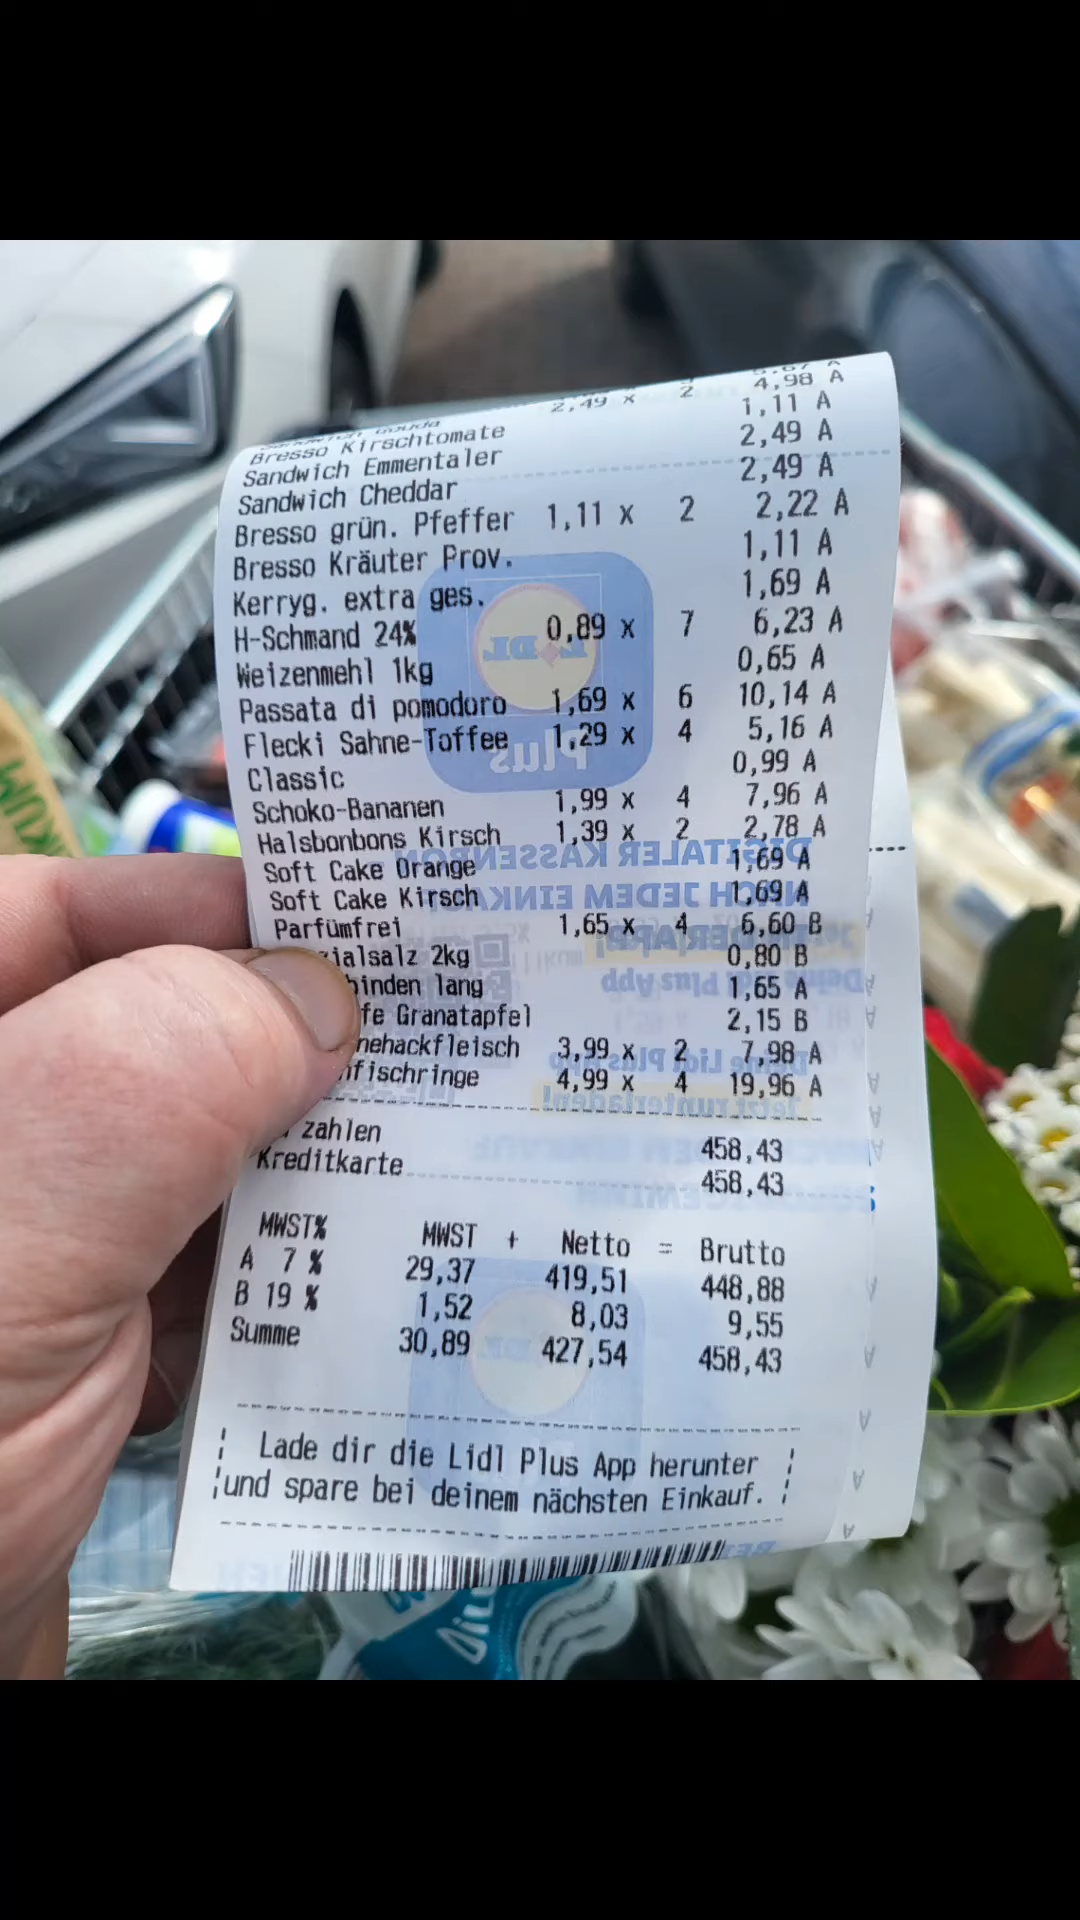 2,49 x 2 4,98 A
Bresso Kirschtomate 1,11 A
Sandwich Emmentaler 2,49 A
Sandwich Cheddar 2,49 A
Bresso grün. Pfeffer 1,11 x 2 2,22 A
Bresso Kräuter Prov. 1,11 A
Kerryg. extra ges. 1,69 A
H-Schmand 24% 0,89 x 7 6,23 A
Weizenmehl 1kg 0,65 A
Passata di pomodoro 1,69 x 6 10,14 A
Flecki Sahne-Toffee 1,29 x 4 5,16 A
Classic 0,99 A
Schoko-Bananen 1,99 x 4 7,96 A
Halsbonbons Kirsch 1,39 x 2 2,78 A
Soft Cake Orange 1,69 A
Soft Cake Kirsch 1,69 A
Parfümfrei 1,65 x 4 6,60 B
ialsalz 2kg 0,80 B
binden lang 1,65 A
fe Granatapfel 2,15 B
nehackfleisch 3,99 x 2 7,98 A
nfischringe 4,99 x 4 19,96 A
zahlen 458,43
Kreditkarte 458,43
MWST% MWST + Netto = Brutto
A 7 % 29,37 419,51 448,88
B 19 % 1,52 8,03 9,55
Summe 30,89 427,54 458,43
Lade dir die Lidl Plus App herunter
und spare bei deinem nächsten Einkauf.